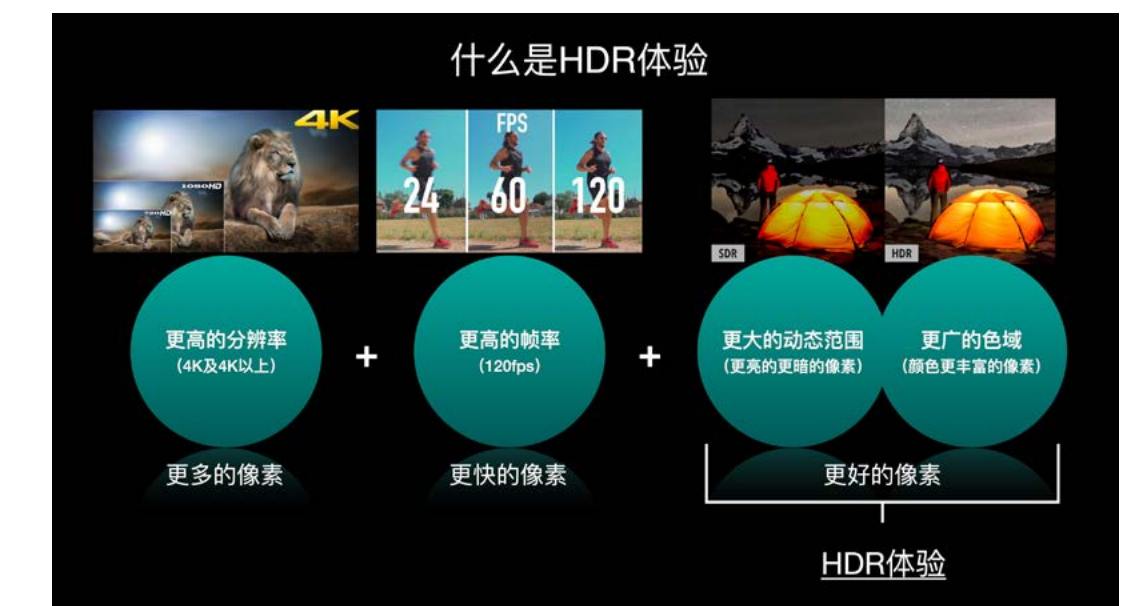 什么是HDR体验
4K
1080HD
720HD
FPS
24
60
120
SDR
HDR
更高的分辨率
(4K及4K以上)
+
更高的帧率
(120fps)
+
更大的动态范围
(更亮的更暗的像素)
更广的色域
(颜色更丰富的像素)
更多的像素
更快的像素
更好的像素
HDR体验